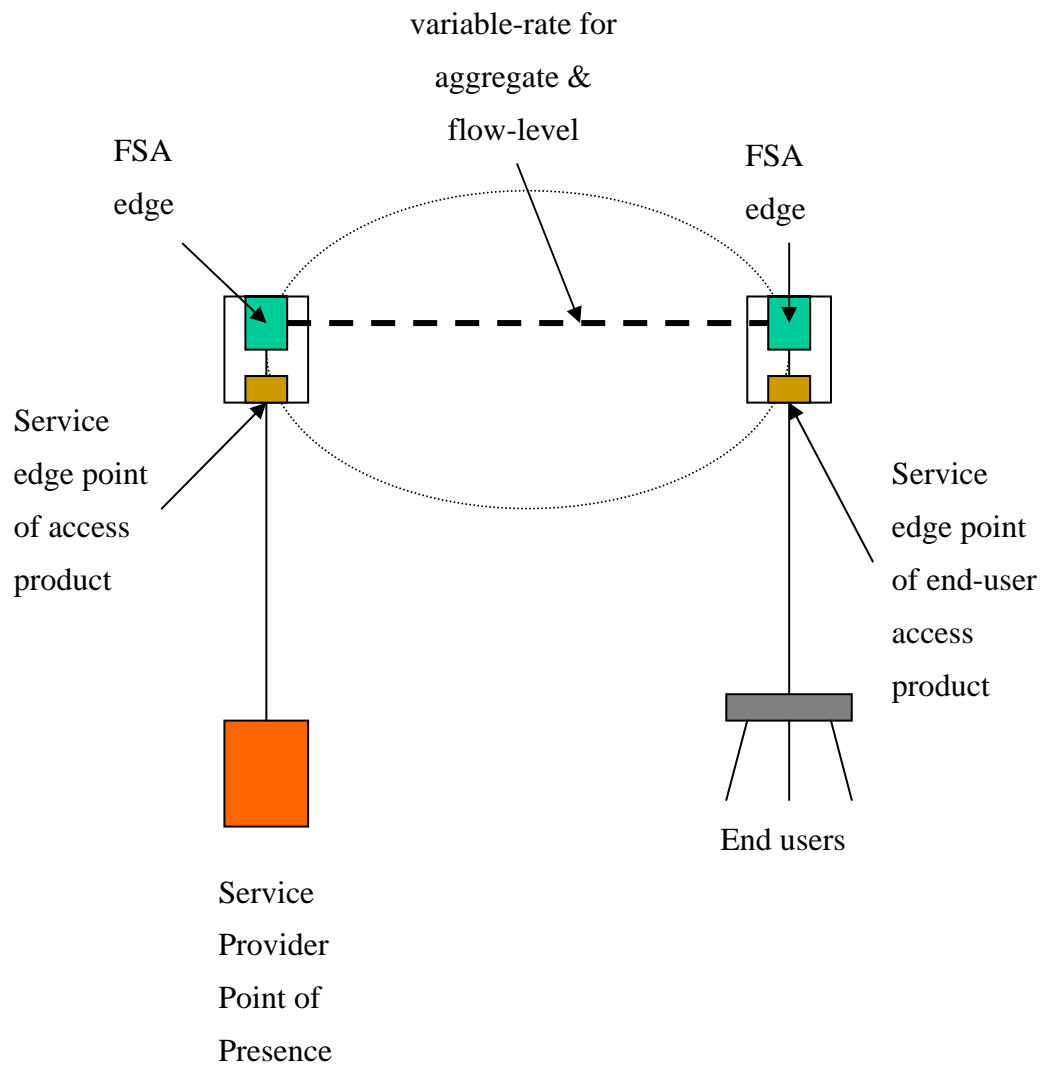 variable-rate for
aggregate &
flow-level
FSA
edge
FSA
edge
Service
edge point
of access
product
Service
edge point
of end-user
access
product
End users
Service
Provider
Point of
Presence